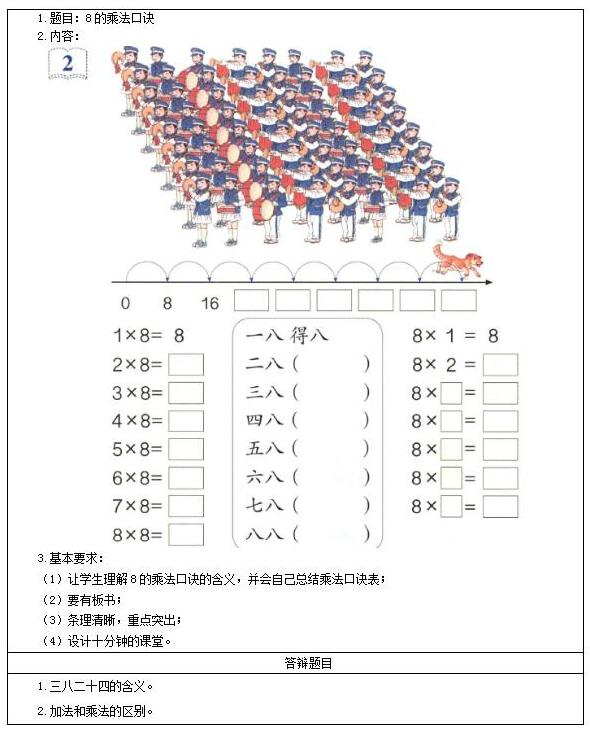 1.题目：8的乘法口诀
2.内容：
2
0 8 16
1×8= 8 一八 得八 8× 1 = 8
2×8= 二八 ( ) 8× 2 =
3×8= 三八 ( ) 8× =
4×8= 四八 ( ) 8× =
5×8= 五八 ( ) 8× =
6×8= 六八 ( ) 8× =
7×8= 七八 ( ) 8× =
8×8= 八八 ( )
3.基本要求：
（1）让学生理解8的乘法口诀的含义，并会自己总结乘法口诀表；
（2）要有板书；
（3）条理清晰，重点突出；
（4）设计十分钟的课堂。
答辩题目
1.三八二十四的含义。
2.加法和乘法的区别。